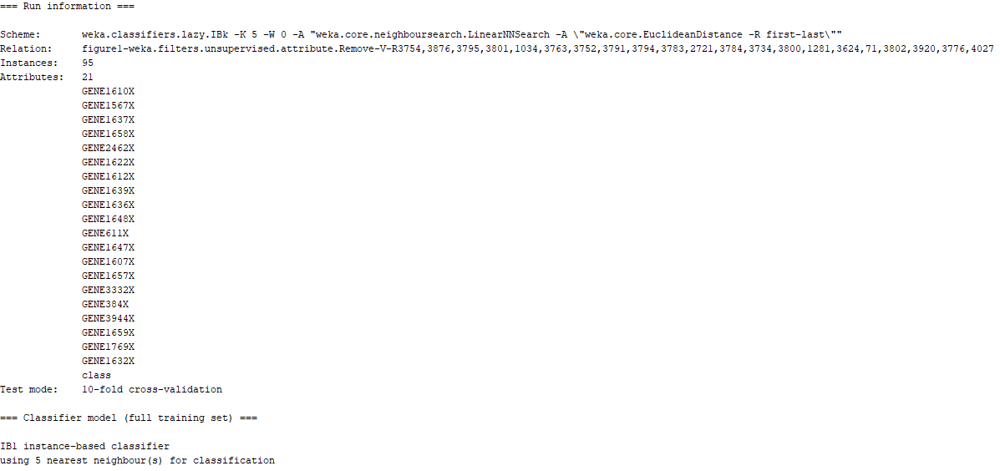 === Run information ===
Scheme: weka.classifiers.lazy.IBk -K 5 -W 0 -A "weka.core.neighboursearch.LinearNNSearch -A \"weka.core.EuclideanDistance -R first-last\""
Relation: figure1-weka.filters.unsupervised.attribute.Remove-V-R3754,3876,3795,3801,1034,3763,3752,3791,3794,3783,2721,3784,3734,3800,1281,3624,71,3802,3920,3776,4027
Instances: 95
Attributes: 21
GENE1610X
GENE1567X
GENE1637X
GENE1658X
GENE2462X
GENE1622X
GENE1612X
GENE1639X
GENE1636X
GENE1648X
GENE611X
GENE1647X
GENE1607X
GENE1657X
GENE3332X
GENE384X
GENE3944X
GENE1659X
GENE1769X
GENE1632X
class
Test mode: 10-fold cross-validation
=== Classifier model (full training set) ===
IB1 instance-based classifier
using 5 nearest neighbour(s) for classification